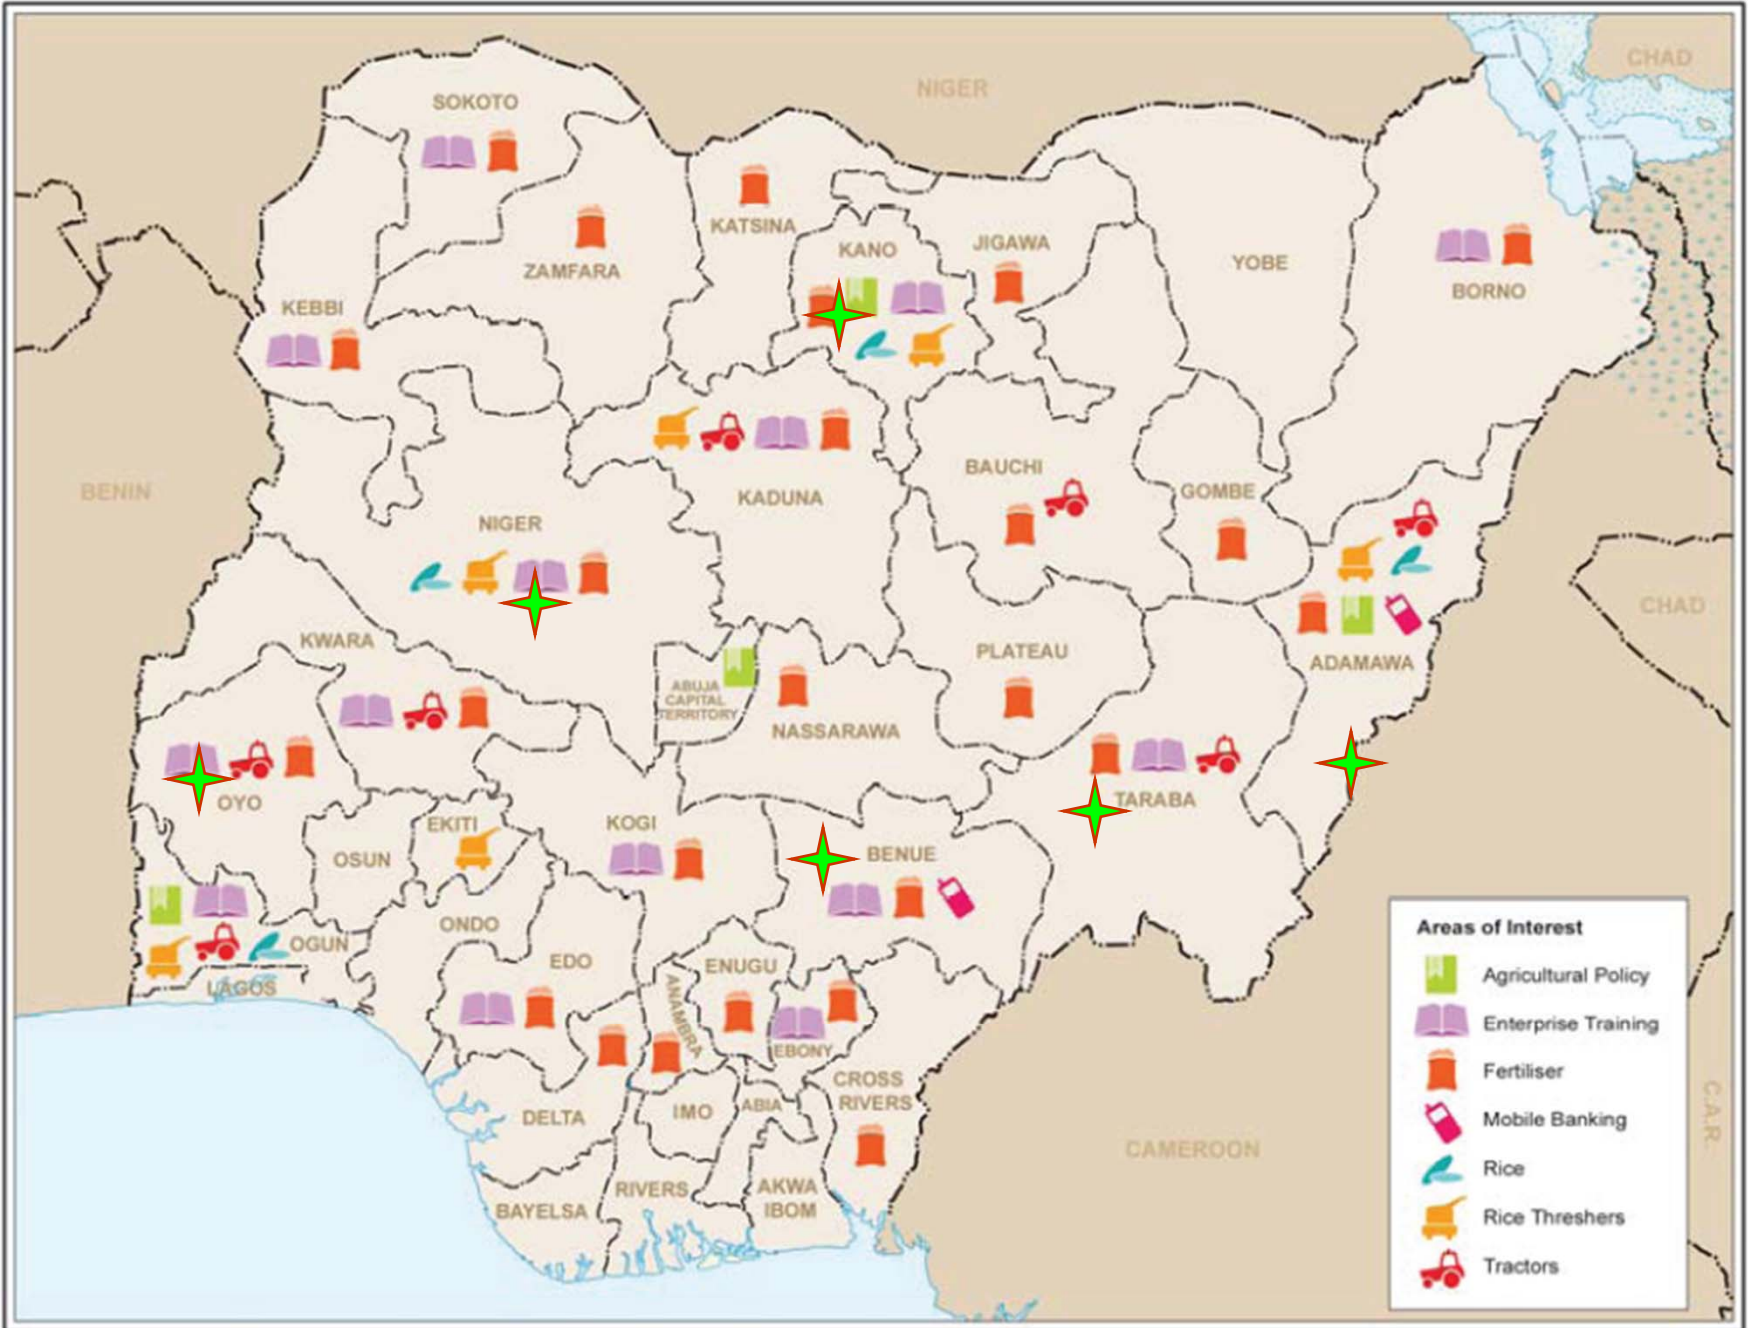 NIGER
CHAD
SOKOTO
KATSINA
ZAMFARA
KANO
JIGAWA
YOBE
BORNO
KEBBI
BENIN
NIGER
KADUNA
BAUCHI
GOMBE
CHAD
KWARA
ABUJA
CAPITAL
TERRITORY
NASSARAWA
PLATEAU
ADAMAWA
OYO
TARABA
EKITI
OSUN
KOGI
BENUE
ONDO
OGUN
LAGOS
EDO
ENUGU
ANAMBRA
EBONY
CROSS
RIVERS
DELTA
IMO
ABIA
BAYELSA
RIVERS
AKWA
IBOM
CAMEROON
C.A.R.
Areas of Interest
Agricultural Policy
Enterprise Training
Fertiliser
Mobile Banking
Rice
Rice Threshers
Tractors